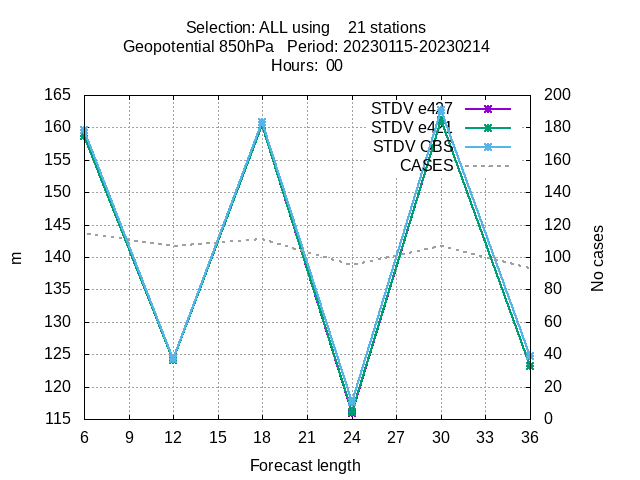 Selection: ALL using 21 stations
Geopotential 850hPa Period: 20230115-20230214
Hours: 00
165 160 155 150 145 140 135 130 125 120 115
m
STDV
STDV
STDV OBS
CASES
200 180 160 140 120 100 80 60 40 20 0
No cases
6 9 12 15 18 21 24 27 30 33 36
Forecast length